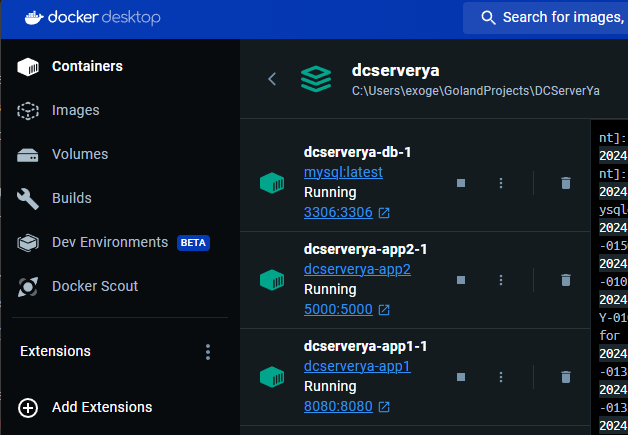 docker desktop
Search for images,
Containers
Images
Volumes
Builds
Dev Environments BETA
Docker Scout
Extensions
Add Extensions
dcserverya
C:\Users\exoge\GolandProjects\DCServerYa
dcserverya-db-1
mysql:latest
Running
3306:3306
dcserverya-app2-1
dcserverya-app2
Running
5000:5000
dcserverya-app1-1
dcserverya-app1
Running
8080:8080
nt]:
2024
nt]:
2024
ysql
2024
-015
2024
-010
2024
Y-01
for
2024
-013
2024
-013
2024